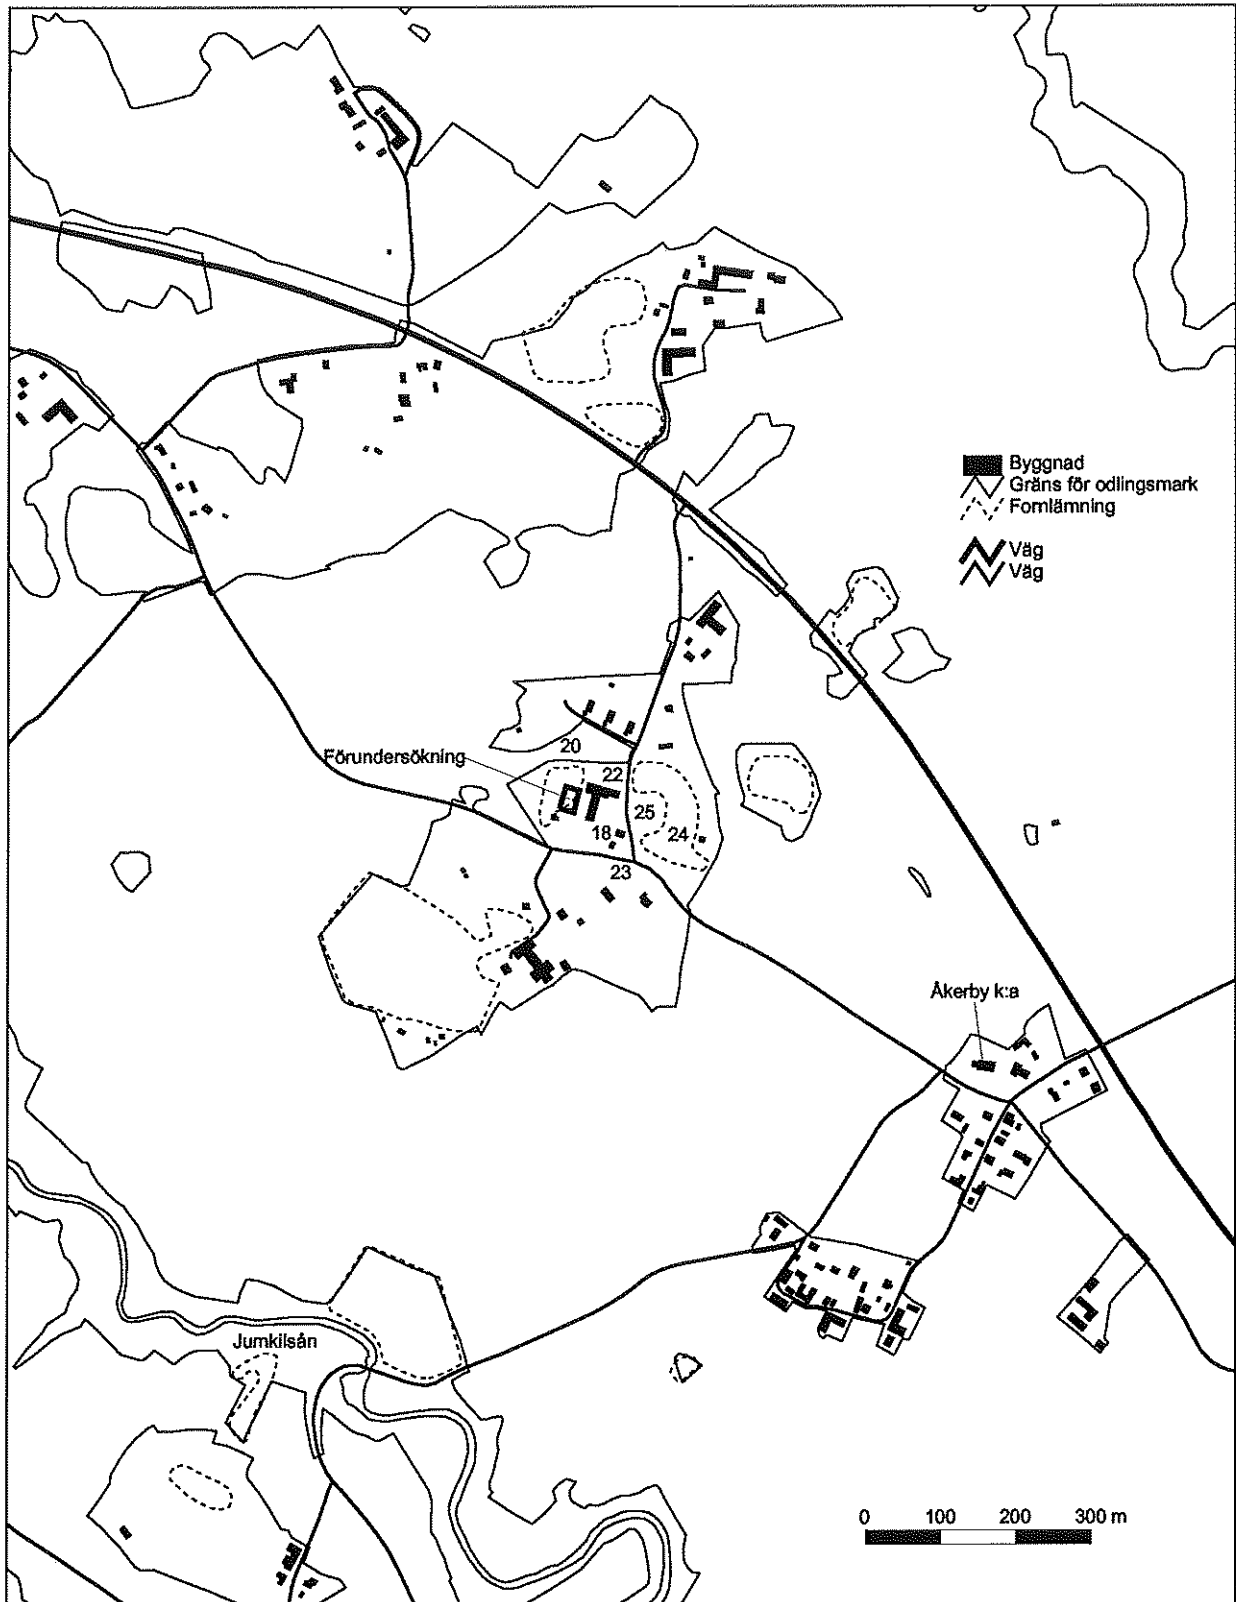 Byggnad
Gräns för odlingsmark
Fornlämning
Väg
Väg
20
Förundersökning
22
25
18
24
23
Åkerby k:a
Jumkilsån
0 100 200 300 m